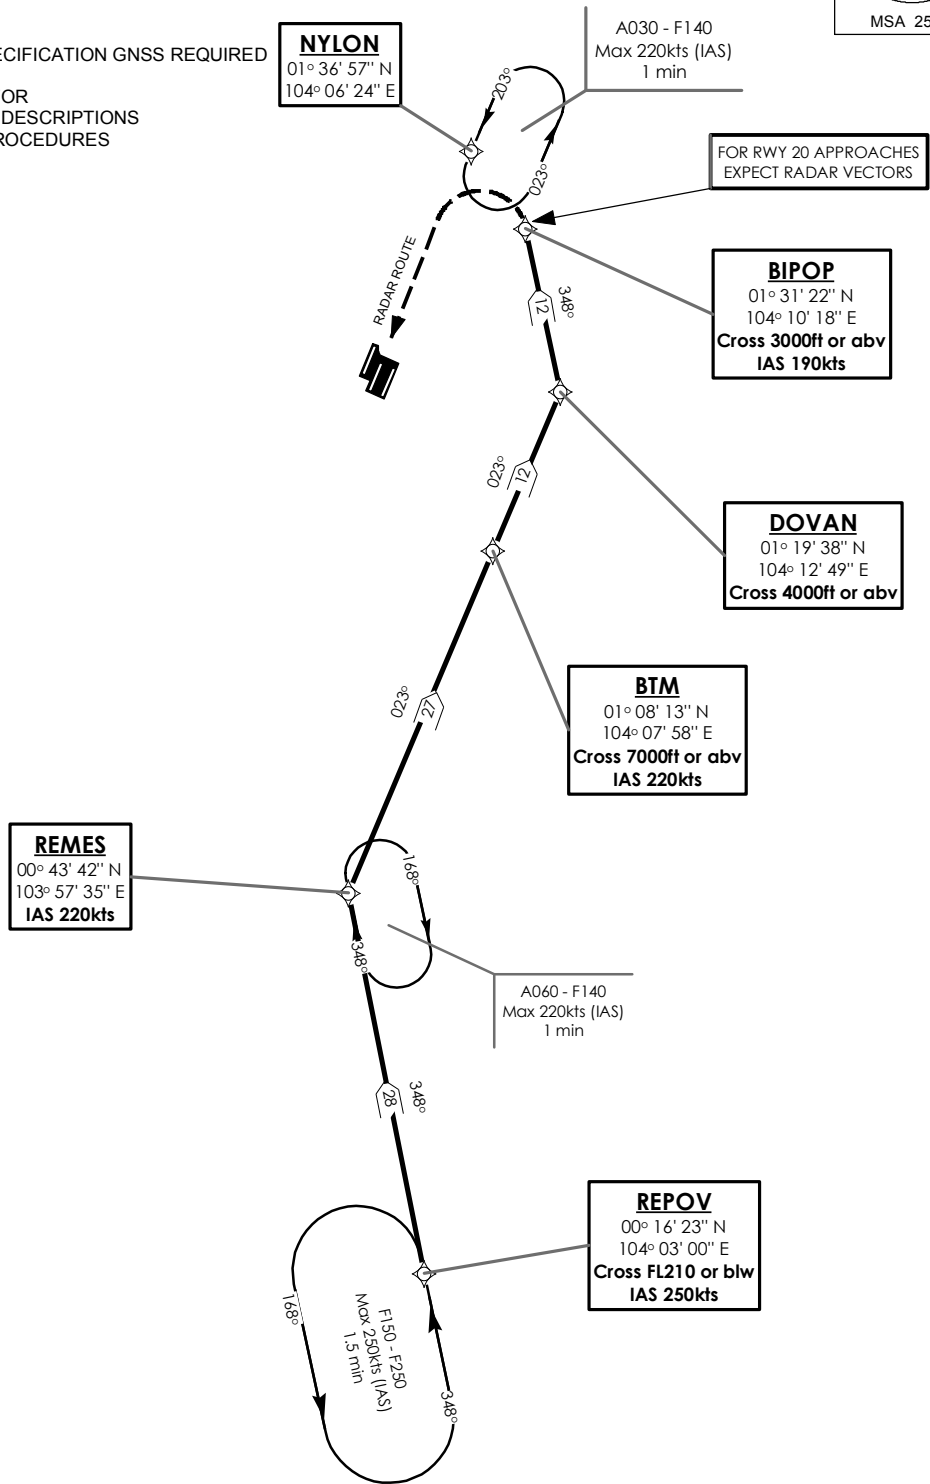 ECIFICATION GNSS REQUIRED
OR
DESCRIPTIONS
ROCEDURES
NYLON
01° 36' 57" N
104° 06' 24" E
A030 - F140
Max 220kts (IAS)
1 min
MSA 25
203°
023°
FOR RWY 20 APPROACHES
EXPECT RADAR VECTORS
RADAR ROUTE
BIPOP
01° 31' 22" N
104° 10' 18" E
Cross 3000ft or abv
IAS 190kts
12
348°
023°
12
DOVAN
01° 19' 38" N
104° 12' 49" E
Cross 4000ft or abv
BTM
01° 08' 13" N
104° 07' 58" E
Cross 7000ft or abv
IAS 220kts
023°
27
REMES
00° 43' 42" N
103° 57' 35" E
IAS 220kts
168°
348°
A060 - F140
Max 220kts (IAS)
1 min
28
348°
REPOV
00° 16' 23" N
104° 03' 00" E
Cross FL210 or blw
IAS 250kts
168°
F150 - F250
Max 250kts (IAS)
1.5 min
348°